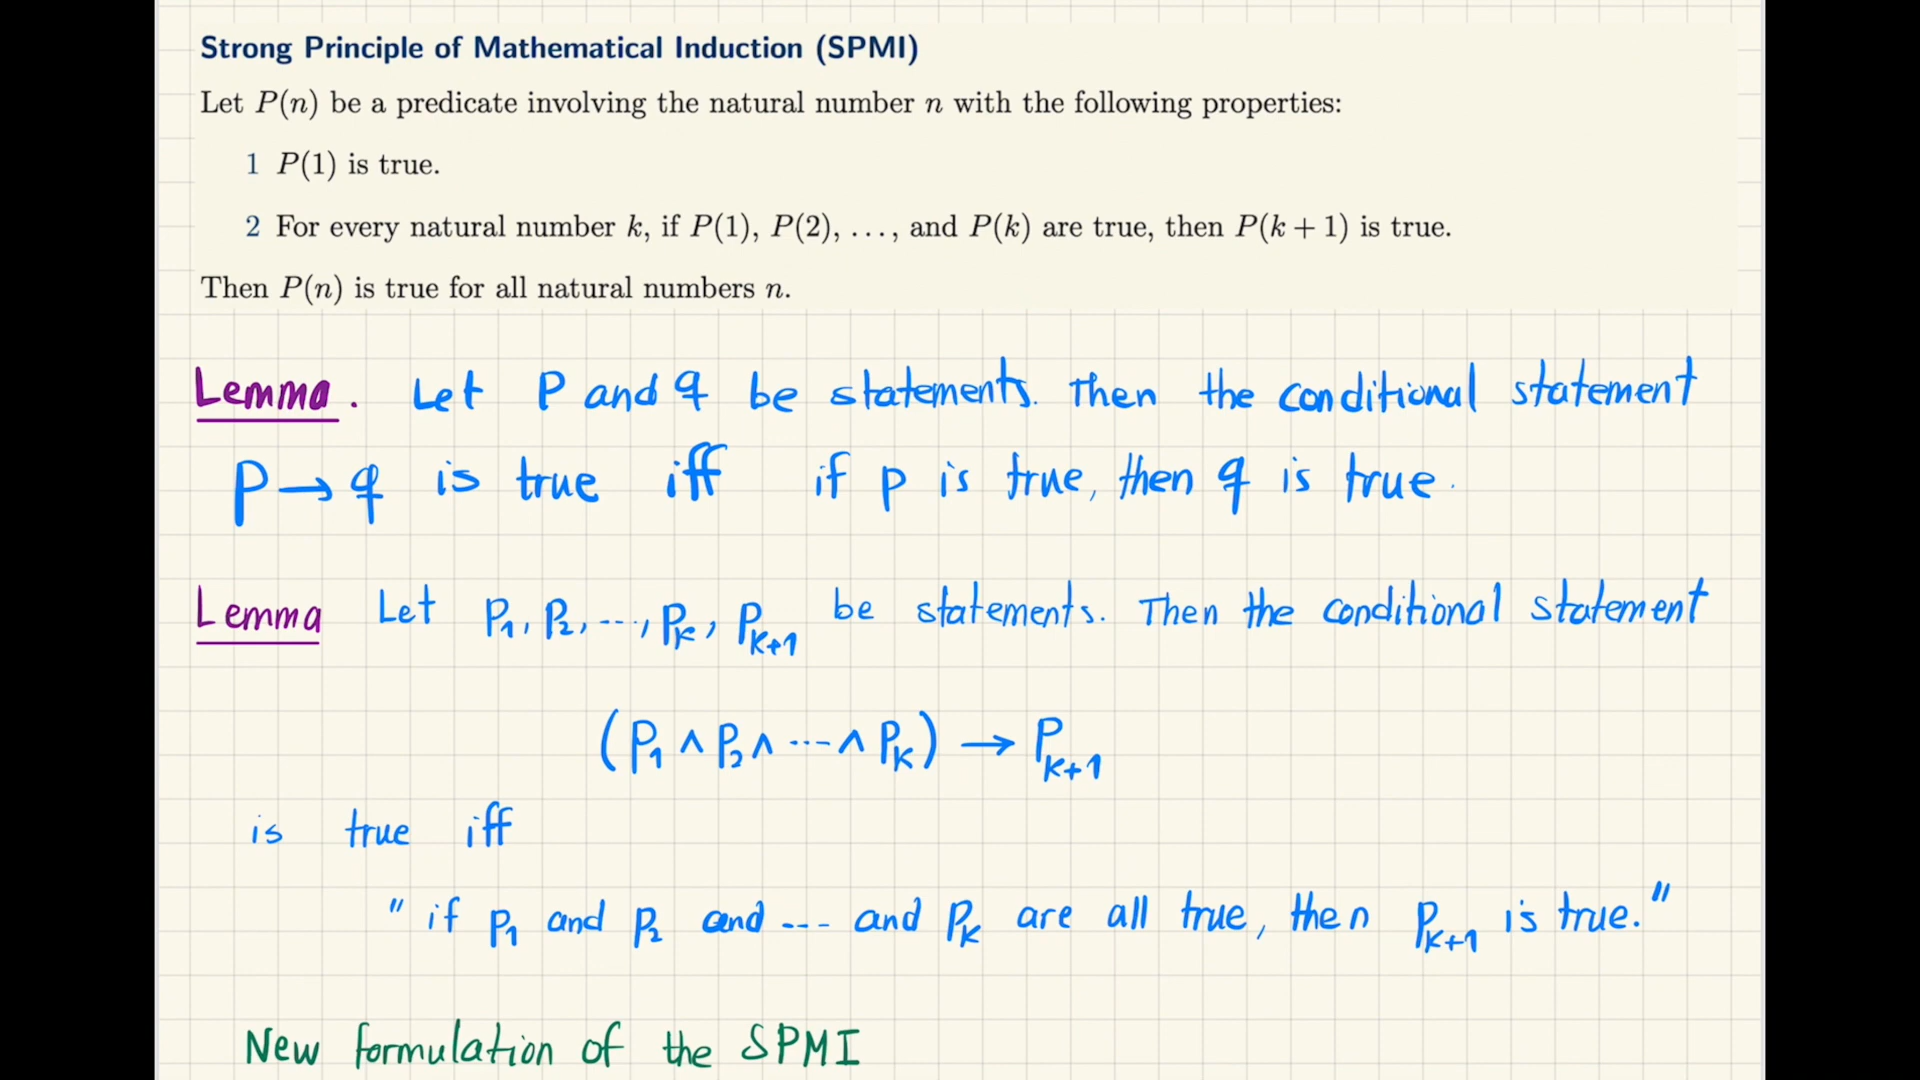 Strong Principle of Mathematical Induction (SPMI)
Let P(n) be a predicate involving the natural number n with the following properties:
1 P(1) is true.
2 For every natural number k, if P(1), P(2), ..., and P(k) are true, then P(k + 1) is true.
Then P(n) is true for all natural numbers n.
Lemma. Let p and q be statements. Then the conditional statement
p → q is true iff if p is true, then q is true.
Lemma Let P₁, P₂, ..., Pₖ, Pₖ₊₁ be statements. Then the conditional statement
(P₁ ∧ P₂ ∧ ... ∧ Pₖ) → Pₖ₊₁
is true iff
" if P₁ and P₂ and ... and Pₖ are all true, then Pₖ₊₁ is true."
New formulation of the SPMI